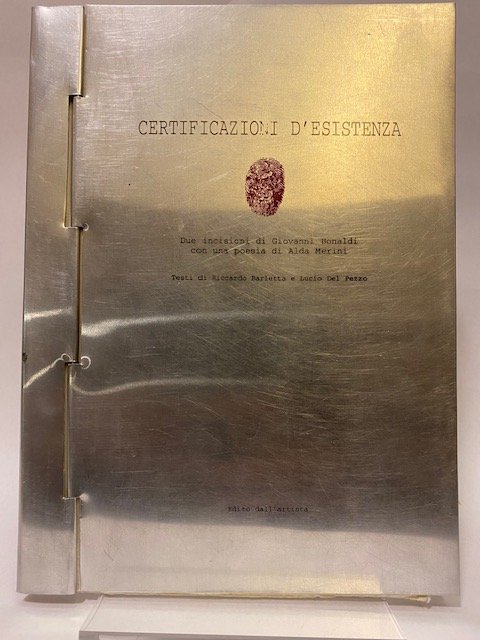 CERTIFICAZIONI D'ESISTENZA
Due incisioni di Giovanni Bonaldi
con una poesia di Alda Merini
Testi di Riccardo Barletta e Lucio Del Pezzo
Edito dall'artista